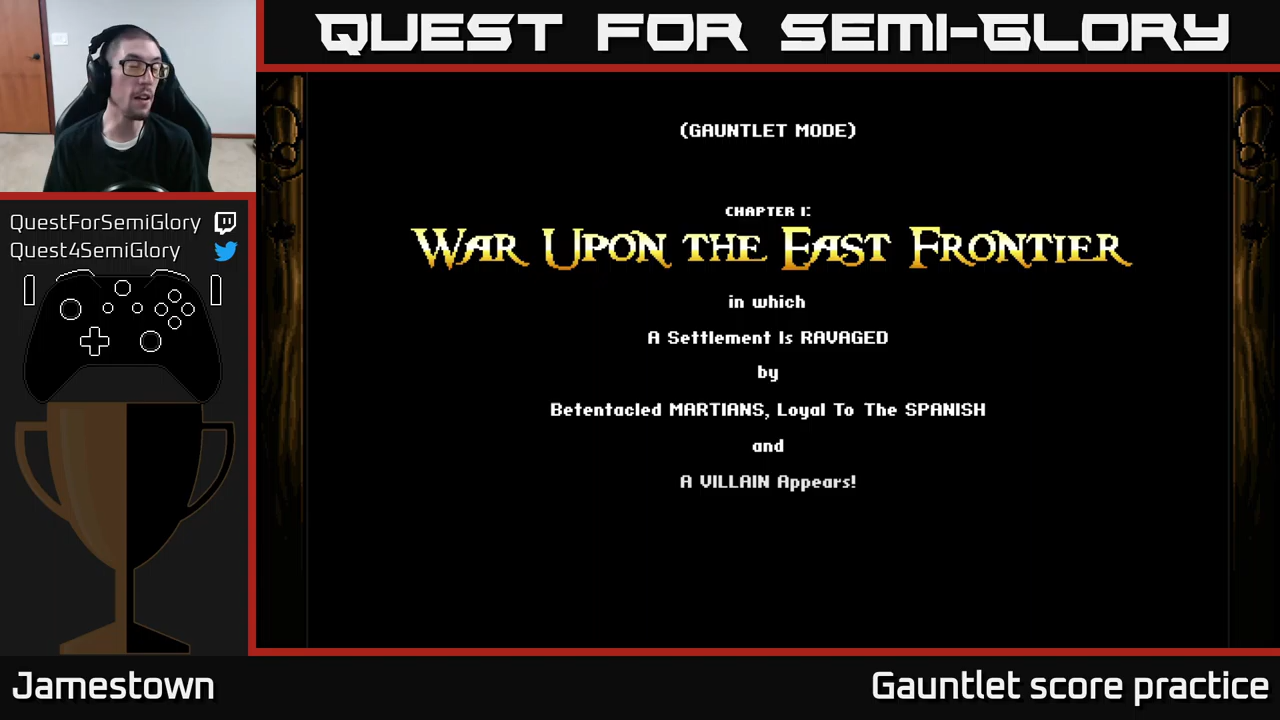 QUEST FOR SEMI-GLORY
QuestForSemiGlory
Quest4SemiGlory
(GAUNTLET MODE)
CHAPTER I:
WAR UPON THE EAST FRONTIER
in which
A Settlement Is RAVAGED
by
Betentacled MARTIANS, Loyal To The SPANISH
and
A VILLAIN Appears!
Jamestown
Gauntlet score practice